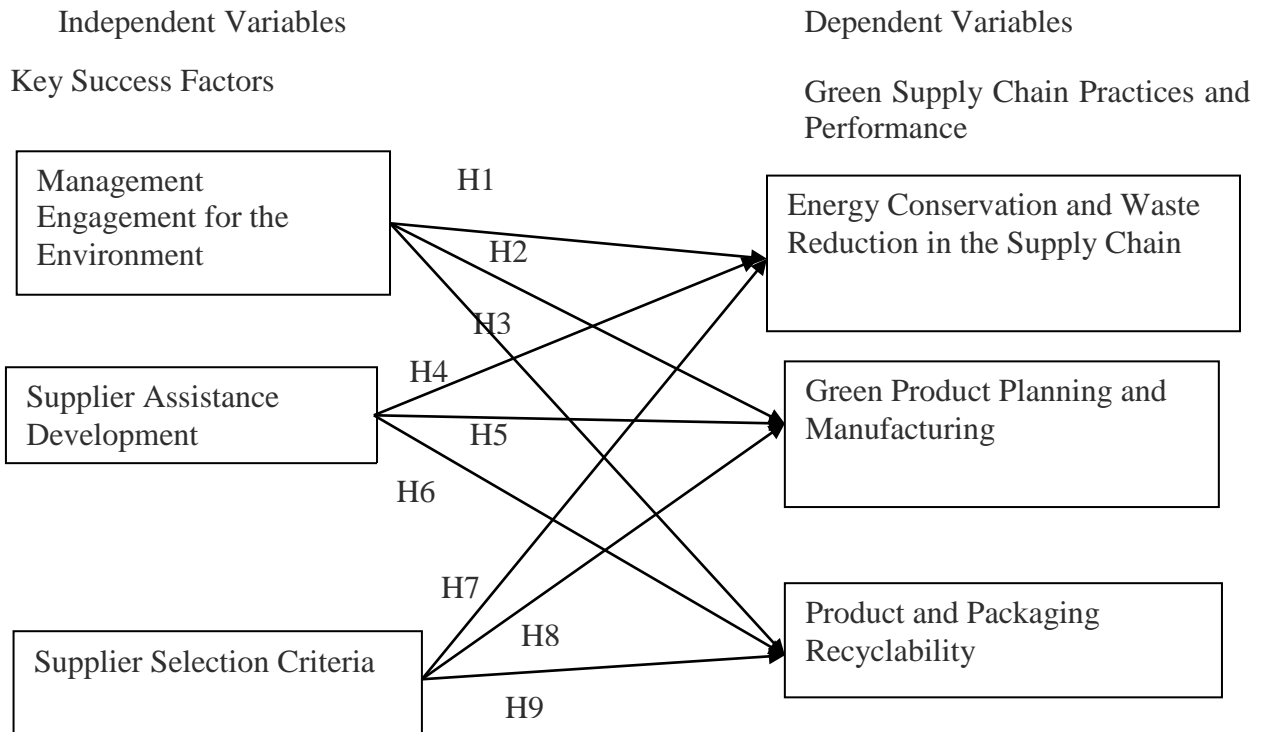 Independent Variables
Dependent Variables
Key Success Factors
Green Supply Chain Practices and
Performance
Management
Engagement for the
Environment
H1
Energy Conservation and Waste
Reduction in the Supply Chain
H2
H3
H4
Supplier Assistance
Development
Green Product Planning and
Manufacturing
H5
H6
H7
Product and Packaging
Recyclability
H8
Supplier Selection Criteria
H9